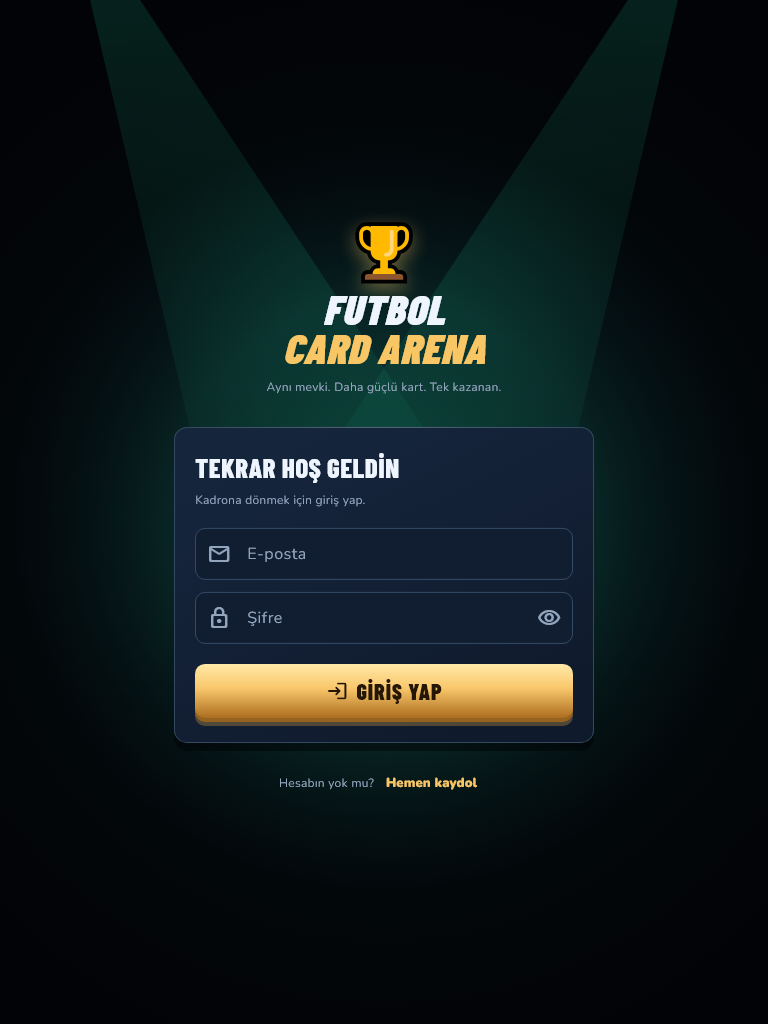 FUTBOL
CARD ARENA
Aynı mevki. Daha güçlü kart. Tek kazanan.
TEKRAR HOŞ GELDİN
Kadrona dönmek için giriş yap.
E-posta
Şifre
GİRİŞ YAP
Hesabın yok mu? Hemen kaydol